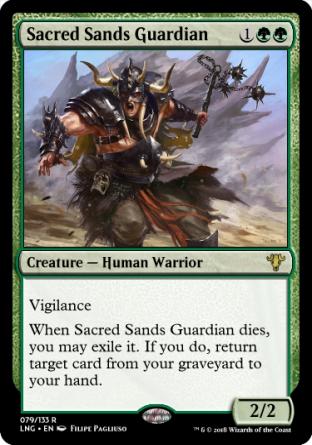 Sacred Sands Guardian 1
Creature — Human Warrior
Vigilance
When Sacred Sands Guardian dies,
you may exile it. If you do, return
target card from your graveyard to
your hand.
2/2
079/133 R
LNG • EN Filipe Pagliuso
™ & © 2018 Wizards of the Coast